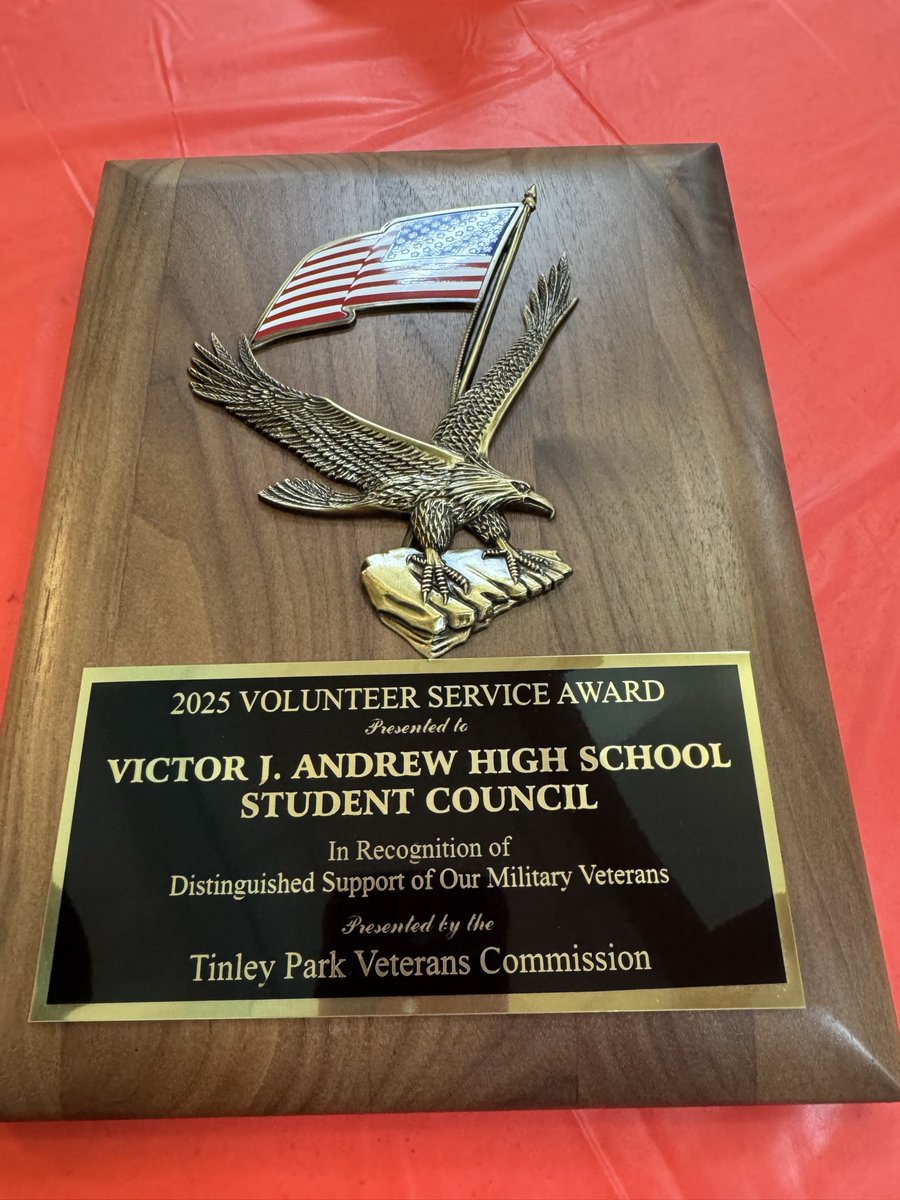 2025 VOLUNTEER SERVICE AWARD
Presented to
VICTOR J. ANDREW HIGH SCHOOL
STUDENT COUNCIL
In Recognition of
Distinguished Support of Our Military Veterans
Presented by the
Tinley Park Veterans Commission